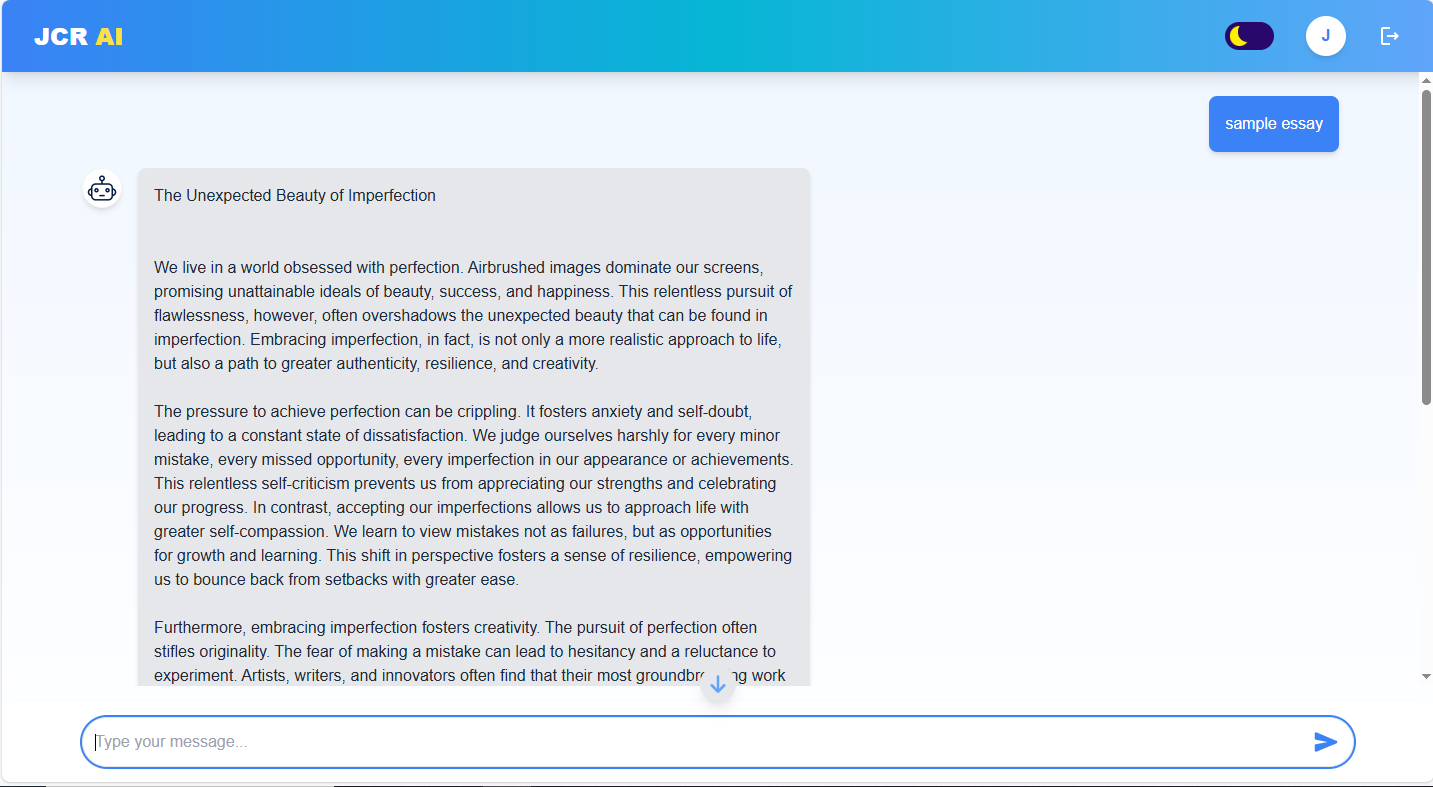 JCR AI
J
sample essay
The Unexpected Beauty of Imperfection
We live in a world obsessed with perfection. Airbrushed images dominate our screens,
promising unattainable ideals of beauty, success, and happiness. This relentless pursuit of
flawlessness, however, often overshadows the unexpected beauty that can be found in
imperfection. Embracing imperfection, in fact, is not only a more realistic approach to life,
but also a path to greater authenticity, resilience, and creativity.
The pressure to achieve perfection can be crippling. It fosters anxiety and self-doubt,
leading to a constant state of dissatisfaction. We judge ourselves harshly for every minor
mistake, every missed opportunity, every imperfection in our appearance or achievements.
This relentless self-criticism prevents us from appreciating our strengths and celebrating
our progress. In contrast, accepting our imperfections allows us to approach life with
greater self-compassion. We learn to view mistakes not as failures, but as opportunities
for growth and learning. This shift in perspective fosters a sense of resilience, empowering
us to bounce back from setbacks with greater ease.
Furthermore, embracing imperfection fosters creativity. The pursuit of perfection often
stifles originality. The fear of making a mistake can lead to hesitancy and a reluctance to
experiment. Artists, writers, and innovators often find that their most work
Type your message...